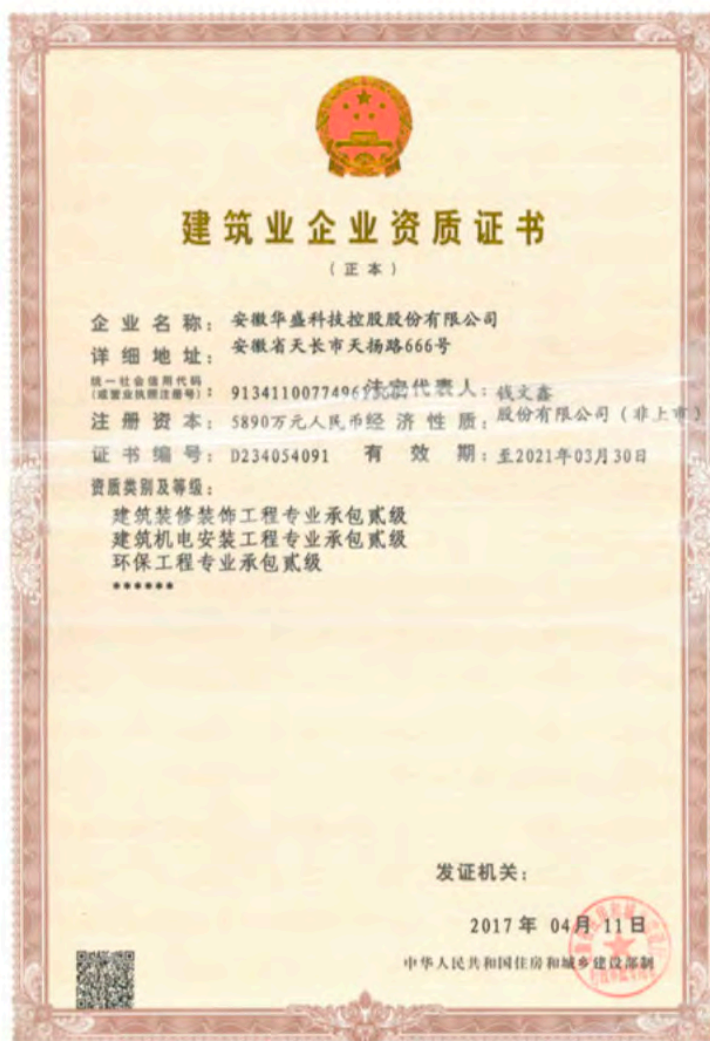 建筑业企业资质证书
(正本)
企业名称: 安徽华盛科技控股股份有限公司
详细地址: 安徽省天长市天扬路666号
统一社会信用代码
(或营业执照注册号): 913411007749 法定代表人: 钱文鑫
注册资本: 5890万元人民币 经济性质: 股份有限公司(非上市)
证书编号: D234054091 有效期: 至2021年03月30日
资质类别及等级:
建筑装修装饰工程专业承包贰级
建筑机电安装工程专业承包贰级
环保工程专业承包贰级
******
发证机关:
2017年 04月 11日
中华人民共和国住房和城乡建设部制